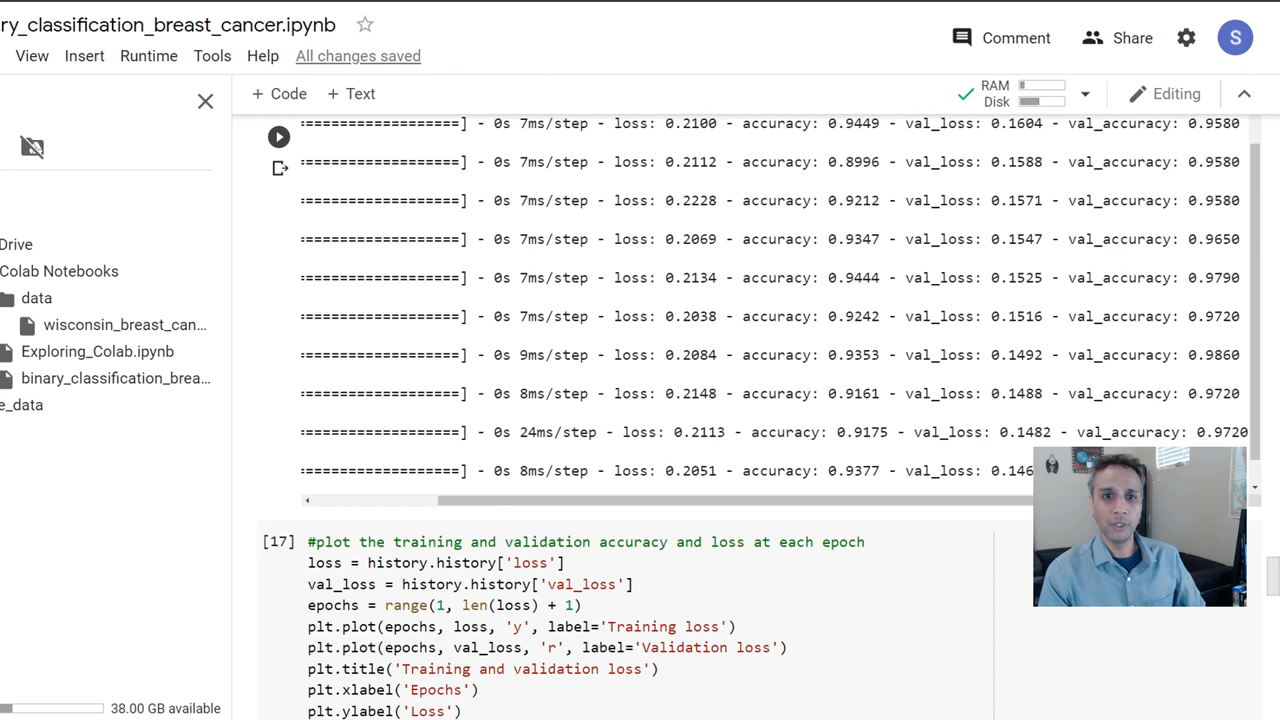 ry_classification_breast_cancer.ipynb
View Insert Runtime Tools Help All changes saved
Comment Share S
+ Code + Text
RAM
Disk
Editing
===================] - 0s 7ms/step - loss: 0.2100 - accuracy: 0.9449 - val_loss: 0.1604 - val_accuracy: 0.9580
===================] - 0s 7ms/step - loss: 0.2112 - accuracy: 0.8996 - val_loss: 0.1588 - val_accuracy: 0.9580
===================] - 0s 7ms/step - loss: 0.2228 - accuracy: 0.9212 - val_loss: 0.1571 - val_accuracy: 0.9580
===================] - 0s 7ms/step - loss: 0.2069 - accuracy: 0.9347 - val_loss: 0.1547 - val_accuracy: 0.9650
===================] - 0s 7ms/step - loss: 0.2134 - accuracy: 0.9444 - val_loss: 0.1525 - val_accuracy: 0.9790
===================] - 0s 7ms/step - loss: 0.2038 - accuracy: 0.9242 - val_loss: 0.1516 - val_accuracy: 0.9720
===================] - 0s 9ms/step - loss: 0.2084 - accuracy: 0.9353 - val_loss: 0.1492 - val_accuracy: 0.9860
===================] - 0s 8ms/step - loss: 0.2148 - accuracy: 0.9161 - val_loss: 0.1488 - val_accuracy: 0.9720
===================] - 0s 24ms/step - loss: 0.2113 - accuracy: 0.9175 - val_loss: 0.1482 - val_accuracy: 0.9720
===================] - 0s 8ms/step - loss: 0.2051 - accuracy: 0.9377 - val_loss: 0.146
Drive
Colab Notebooks
data
wisconsin_breast_can...
Exploring_Colab.ipynb
binary_classification_brea...
e_data
38.00 GB available
[17] #plot the training and validation accuracy and loss at each epoch
loss = history.history['loss']
val_loss = history.history['val_loss']
epochs = range(1, len(loss) + 1)
plt.plot(epochs, loss, 'y', label='Training loss')
plt.plot(epochs, val_loss, 'r', label='Validation loss')
plt.title('Training and validation loss')
plt.xlabel('Epochs')
plt.ylabel('Loss')